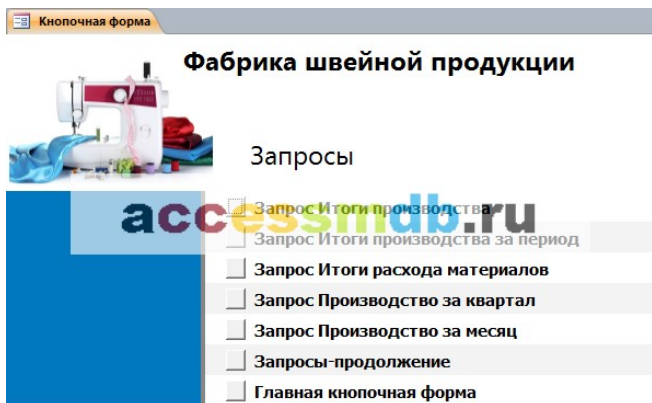 Кнопочная форма
Фабрика швейной продукции
Запросы
accessmdb.ru
Запрос Итоги производства
Запрос Итоги производства за период
Запрос Итоги расхода материалов
Запрос Производство за квартал
Запрос Производство за месяц
Запросы-продолжение
Главная кнопочная форма